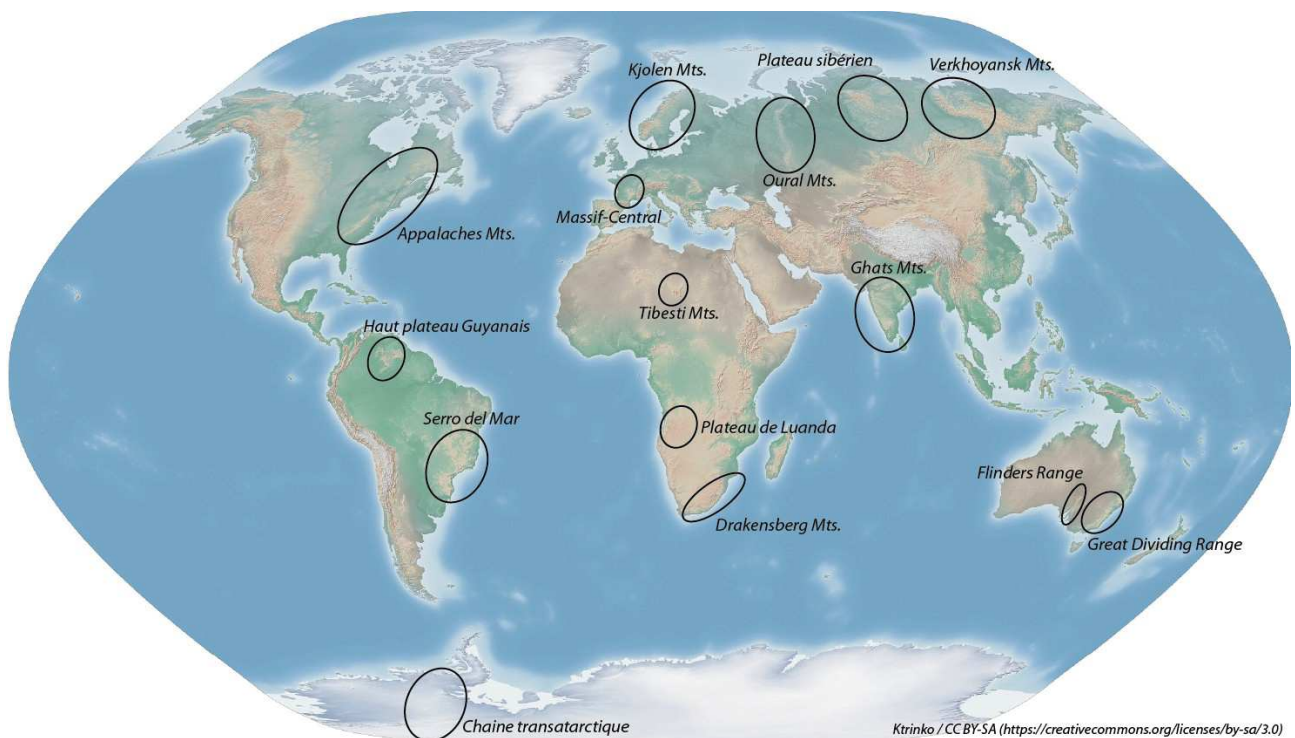 Kjolen Mts.
Plateau sibérien
Verkhoyansk Mts.
Oural Mts.
Massif-Central
Appalaches Mts.
Ghats Mts.
Tibesti Mts.
Haut plateau Guyanais
Serro del Mar
Plateau de Luanda
Flinders Range
Drakensberg Mts.
Great Dividing Range
Chaine transatarctique
Ktrinko / CC BY-SA (https://creativecommons.org/licenses/by-sa/3.0)